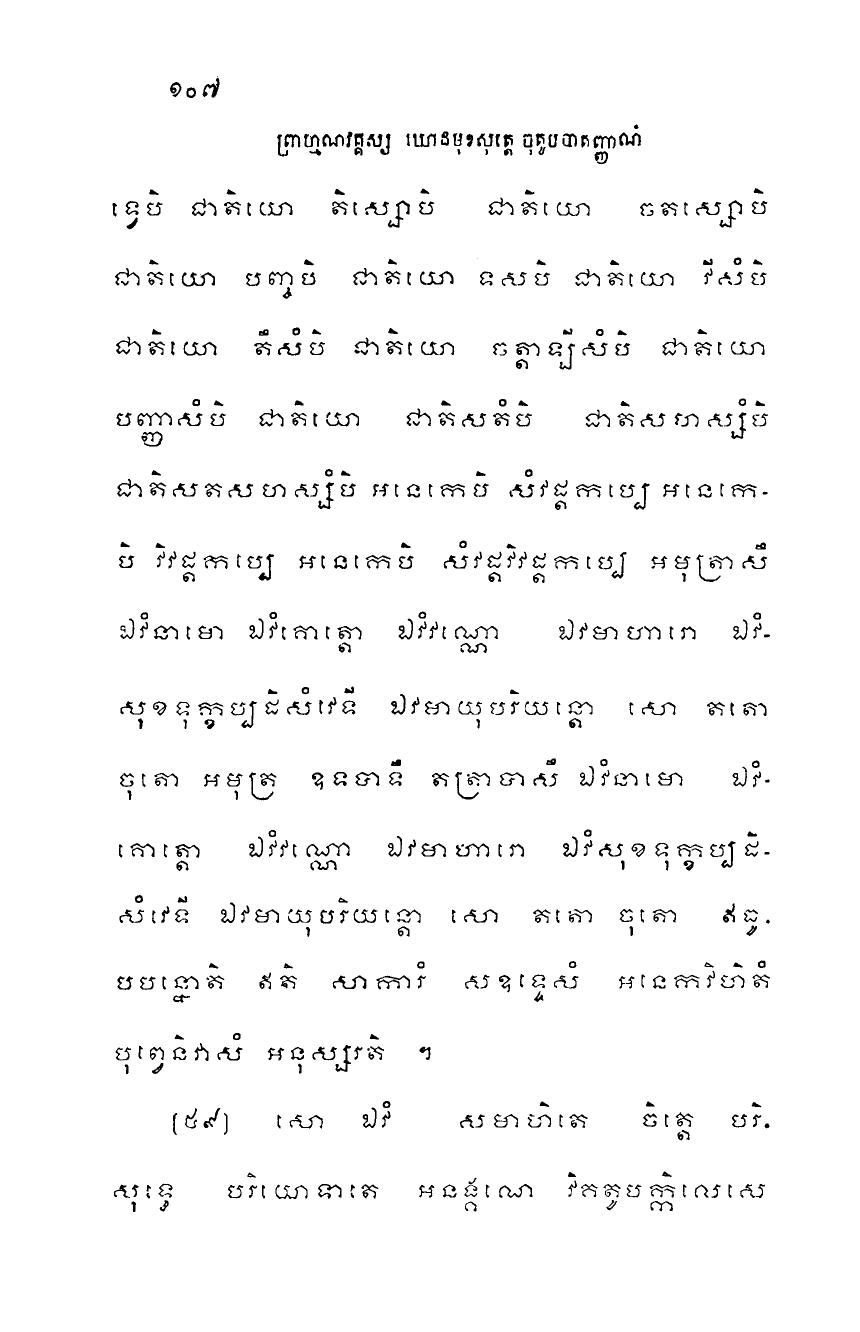 ១០៧
ព្រាហ្មណវគ្គស្ស ឃោដមុខសុត្តេ ចុតូបបាតញ្ញាណំ
ទ្វេបិ ជាតិយោ តិស្សោបិ ជាតិយោ ចតស្សោបិ
ជាតិយោ បញ្ចបិ ជាតិយោ ទសបិ ជាតិយោ វីសំបិ
ជាតិយោ តឹសំបិ ជាតិយោ ចត្តាឡីសំបិ ជាតិយោ
បញ្ញាសំបិ ជាតិយោ ជាតិសតំបិ ជាតិសហស្សំបិ
ជាតិសតសហស្សំបិ អនេកេបិ សំវដ្តកប្បេ អនេកេ-
បិ វិវដ្តកប្បេ អនេកេបិ សំវដ្តវិវដ្តកប្បេ អមុត្រាសឹ
ឯវំនាមោ ឯវំគោត្តោ ឯវំវណ្ណោ ឯវមាហារោ ឯវំ-
សុខទុក្ខប្បដិសំវេទី ឯវមាយុបរិយន្តោ សោ តតោ
ចុតោ អមុត្រ ឧទបាទឹ តត្រាបាសឹ ឯវំនាមោ ឯវំ-
គោត្តោ ឯវំវណ្ណោ ឯវមាហារោ ឯវំសុខទុក្ខប្បដិ-
សំវេទី ឯវមាយុបរិយន្តោ សោ តតោ ចុតោ ឥធូ-
បបន្នោតិ ឥតិ សាការំ សឧទ្ទេសំ អនេកវិហិតំ
បុព្វេនិវាសំ អនុស្សរតិ ។
[៥៩] សោ ឯវំ សមាហិតេ ចិត្តេ បរិ-
សុទ្ធេ បរិយោទាតេ អនង្គណេ វិគតូបក្កិលេសេ